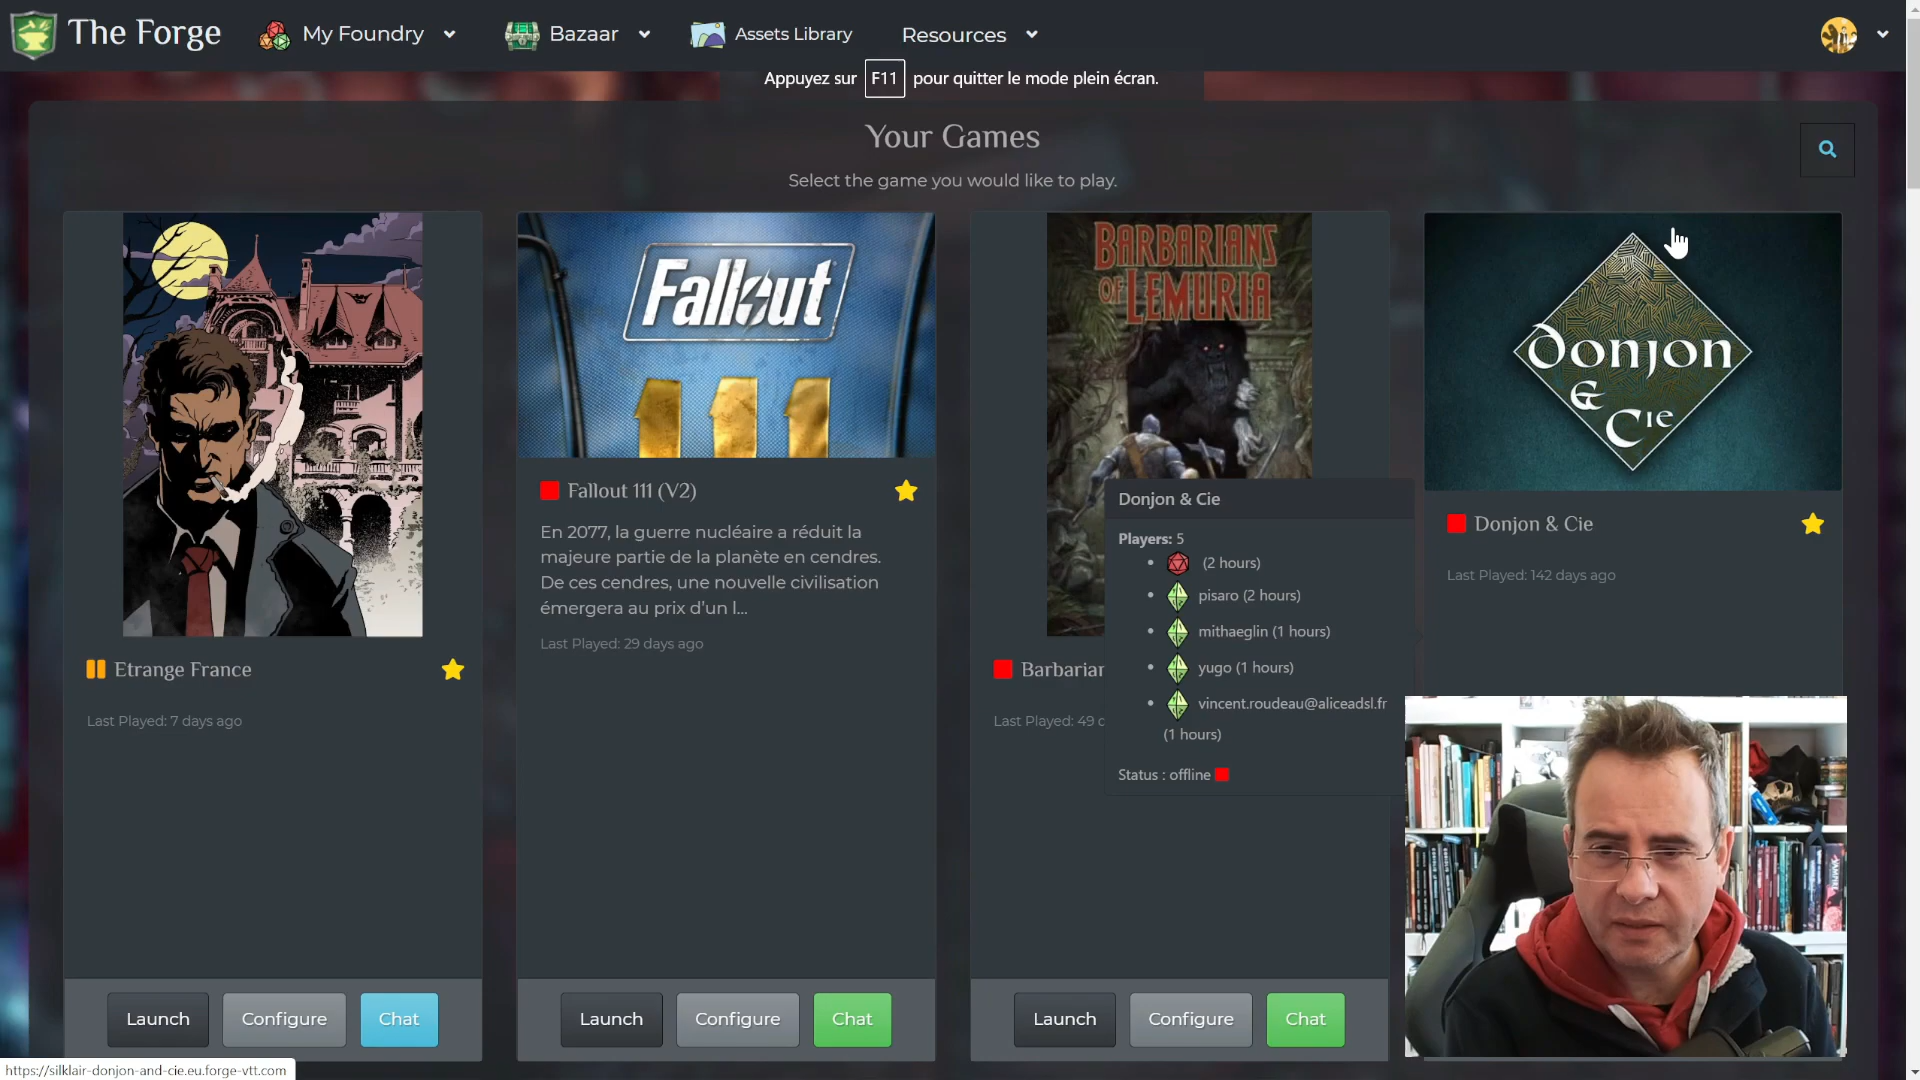 The Forge
My Foundry
Bazaar
Assets Library
Resources
Appuyez sur F11 pour quitter le mode plein écran.
Your Games
Select the game you would like to play.
Etrange France
Last Played: 7 days ago
Launch
Configure
Chat
Fallout
111
Fallout 111 (V2)
En 2077, la guerre nucléaire a réduit la
majeure partie de la planète en cendres.
De ces cendres, une nouvelle civilisation
émergera au prix d'un l...
Last Played: 29 days ago
Launch
Configure
Chat
BARBARIANS
OF LEMURIA
Barbarian
Last Played: 49 d
Launch
Configure
Chat
Donjon & Cie
Players: 5
(2 hours)
pisaro (2 hours)
mithaeglin (1 hours)
yugo (1 hours)
vincent.roudeau@aliceadsl.fr
(1 hours)
Status : offline
Donjon
&
Cie
Donjon & Cie
Last Played: 142 days ago
https://silklair-donjon-and-cie.eu.forge-vtt.com